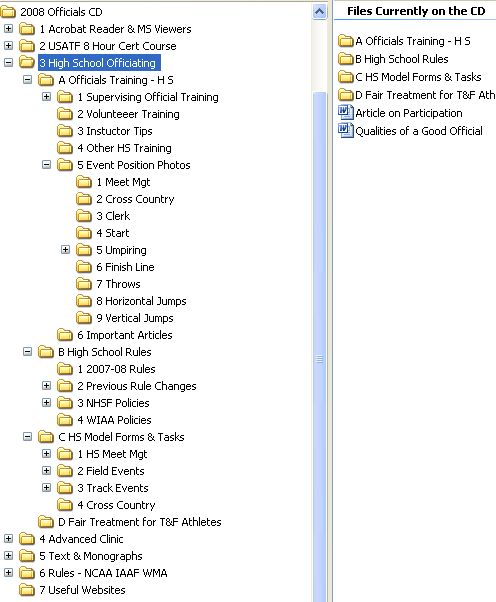 2008 Officials CD
1 Acrobat Reader & MS Viewers
2 USATF 8 Hour Cert Course
3 High School Officiating
A Officials Training - H S
1 Supervising Official Training
2 Volunteeer Training
3 Instuctor Tips
4 Other HS Training
5 Event Position Photos
1 Meet Mgt
2 Cross Country
3 Clerk
4 Start
5 Umpiring
6 Finish Line
7 Throws
8 Horizontal Jumps
9 Vertical Jumps
6 Important Articles
B High School Rules
1 2007-08 Rules
2 Previous Rule Changes
3 NHSF Policies
4 WIAA Policies
C HS Model Forms & Tasks
1 HS Meet Mgt
2 Field Events
3 Track Events
4 Cross Country
D Fair Treatment for T&F Athletes
4 Advanced Clinic
5 Text & Monographs
6 Rules - NCAA IAAF WMA
7 Useful Websites
Files Currently on the CD
A Officials Training - H S
B High School Rules
C HS Model Forms & Tasks
D Fair Treatment for T&F Ath
Article on Participation
Qualities of a Good Official